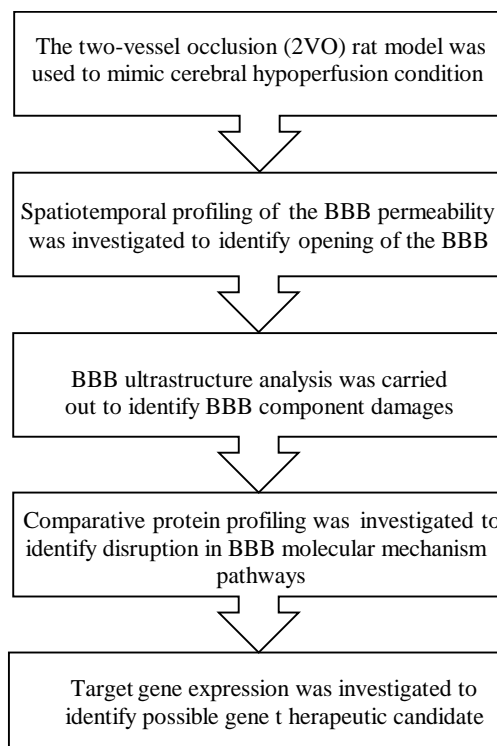 The two-vessel occlusion (2VO) rat model was
used to mimic cerebral hypoperfusion condition
Spatiotemporal profiling of the BBB permeability
was investigated to identify opening of the BBB
BBB ultrastructure analysis was carried
out to identify BBB component damages
Comparative protein profiling was investigated to
identify disruption in BBB molecular mechanism
pathways
Target gene expression was investigated to
identify possible gene t herapeutic candidate